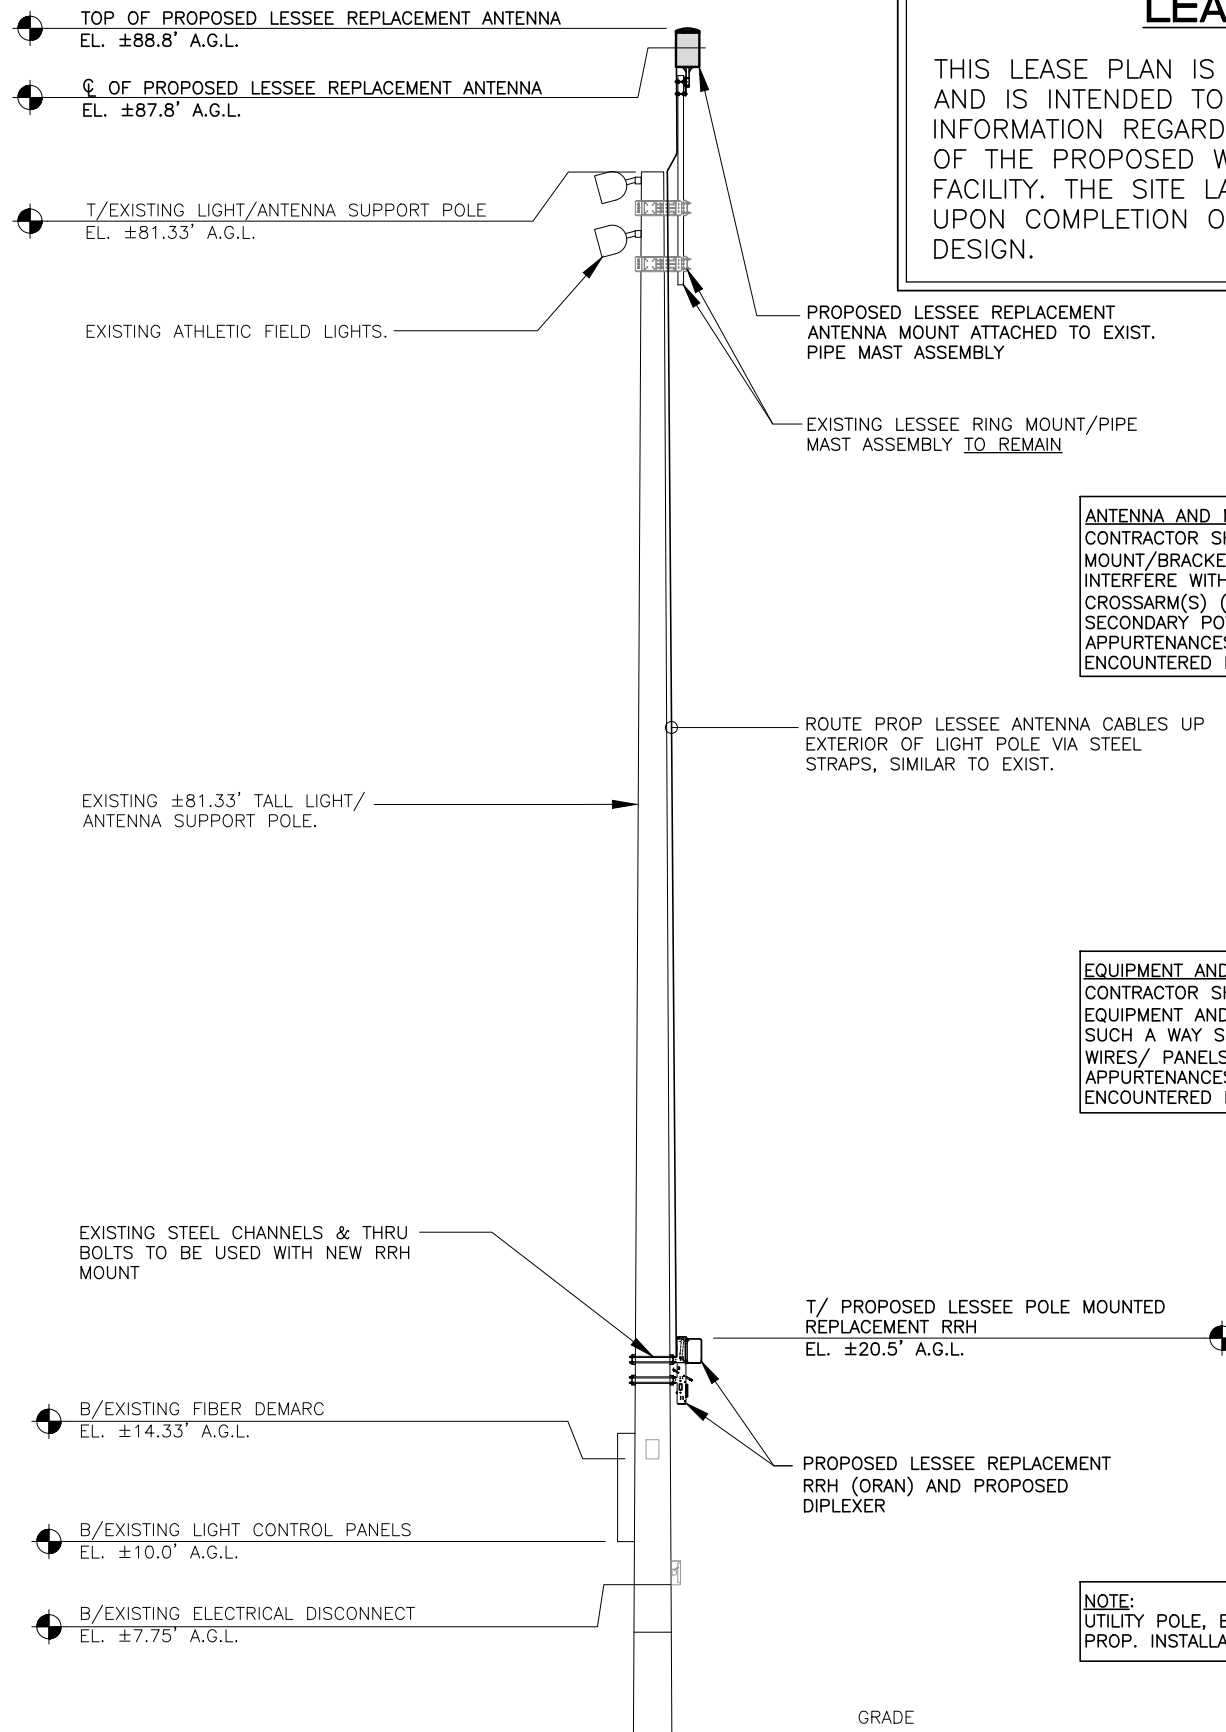 TOP OF PROPOSED LESSEE REPLACEMENT ANTENNA
EL. ±88.8' A.G.L.
℄ OF PROPOSED LESSEE REPLACEMENT ANTENNA
EL. ±87.8' A.G.L.
T/EXISTING LIGHT/ANTENNA SUPPORT POLE
EL. ±81.33' A.G.L.
EXISTING ATHLETIC FIELD LIGHTS.
THIS LEASE PLAN IS
AND IS INTENDED TO
INFORMATION REGARD
OF THE PROPOSED W
FACILITY. THE SITE LA
UPON COMPLETION O
DESIGN.
LEA
PROPOSED LESSEE REPLACEMENT
ANTENNA MOUNT ATTACHED TO EXIST.
PIPE MAST ASSEMBLY
EXISTING LESSEE RING MOUNT/PIPE
MAST ASSEMBLY TO REMAIN
ANTENNA AND
CONTRACTOR SH
MOUNT/BRACKE
INTERFERE WITH
CROSSARM(S) (
SECONDARY PO
APPURTENANCES
ENCOUNTERED
ROUTE PROP LESSEE ANTENNA CABLES UP
EXTERIOR OF LIGHT POLE VIA STEEL
STRAPS, SIMILAR TO EXIST.
EXISTING ±81.33' TALL LIGHT/
ANTENNA SUPPORT POLE.
EQUIPMENT AND
CONTRACTOR SH
EQUIPMENT AND
SUCH A WAY S
WIRES/ PANELS
APPURTENANCES
ENCOUNTERED
EXISTING STEEL CHANNELS & THRU
BOLTS TO BE USED WITH NEW RRH
MOUNT
T/ PROPOSED LESSEE POLE MOUNTED
REPLACEMENT RRH
EL. ±20.5' A.G.L.
B/EXISTING FIBER DEMARC
EL. ±14.33' A.G.L.
PROPOSED LESSEE REPLACEMENT
RRH (ORAN) AND PROPOSED
DIPLEXER
B/EXISTING LIGHT CONTROL PANELS
EL. ±10.0' A.G.L.
B/EXISTING ELECTRICAL DISCONNECT
EL. ±7.75' A.G.L.
NOTE:
UTILITY POLE, E
PROP. INSTALLA
GRADE